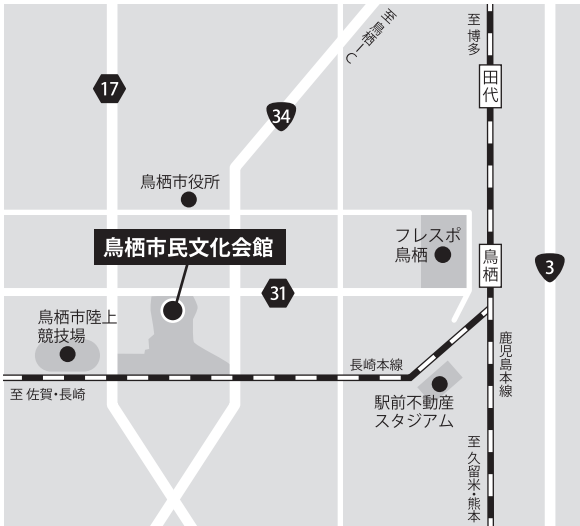 至 鳥栖IC
至 博多
田代
17
34
鳥栖市役所
フレスポ
鳥栖
鳥栖市民文化会館
鳥栖
3
31
鳥栖市陸上
競技場
長崎本線
鹿児島本線
至 佐賀・長崎
駅前不動産
スタジアム
至 久留米・熊本